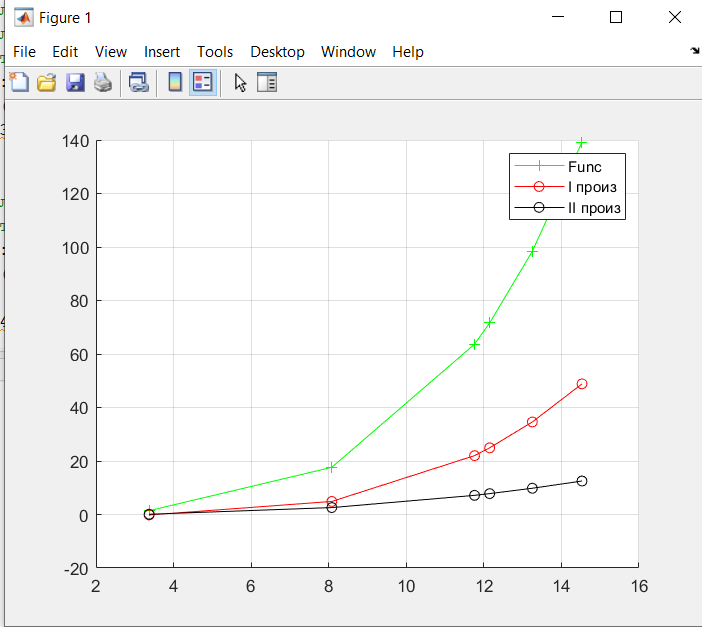 Figure 1
File Edit View Insert Tools Desktop Window Help
140
120
100
80
60
40
20
0
-20
2 4 6 8 10 12 14 16
Func
I произ
II произ